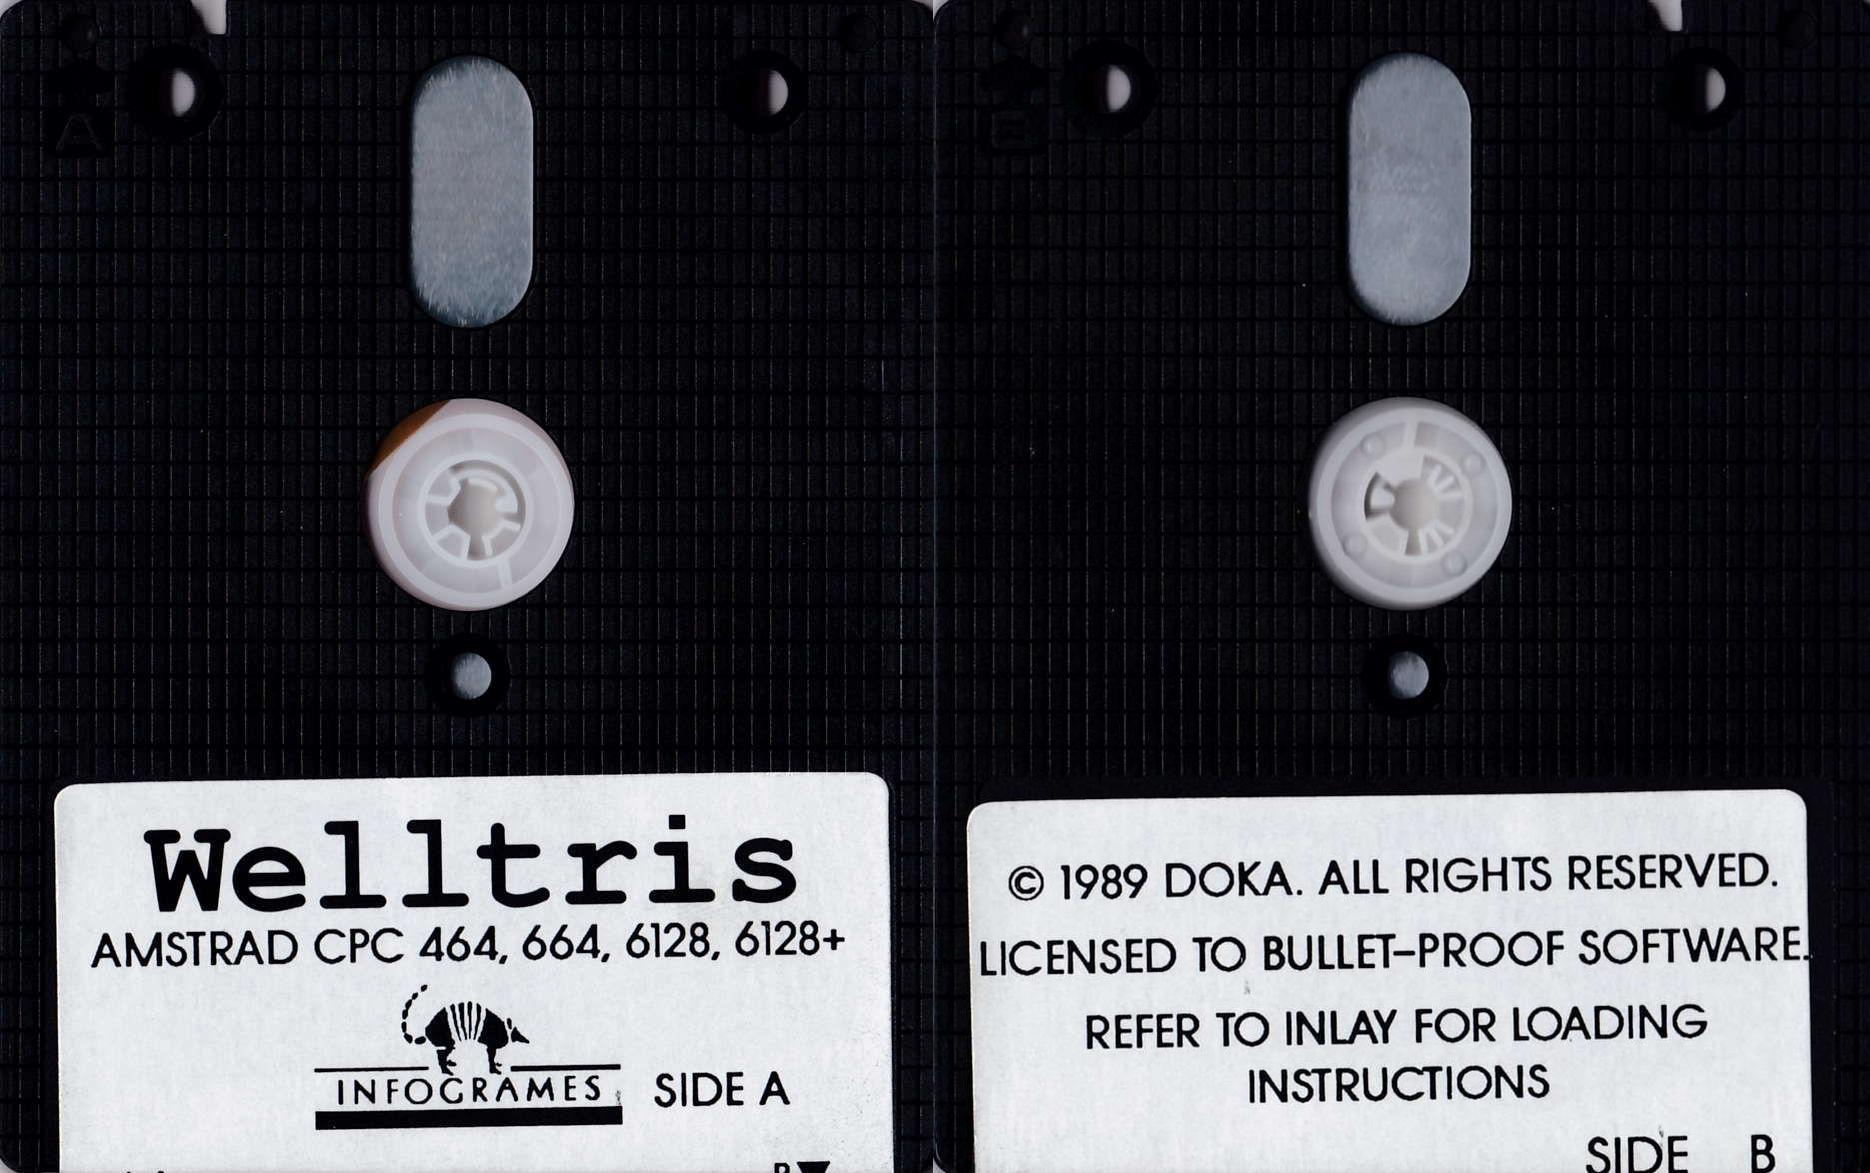 A
Welltris
AMSTRAD CPC 464, 664, 6128, 6128+
INFOGRAMES
SIDE A
B
© 1989 DOKA. ALL RIGHTS RESERVED.
LICENSED TO BULLET-PROOF SOFTWARE.
REFER TO INLAY FOR LOADING
INSTRUCTIONS
SIDE B